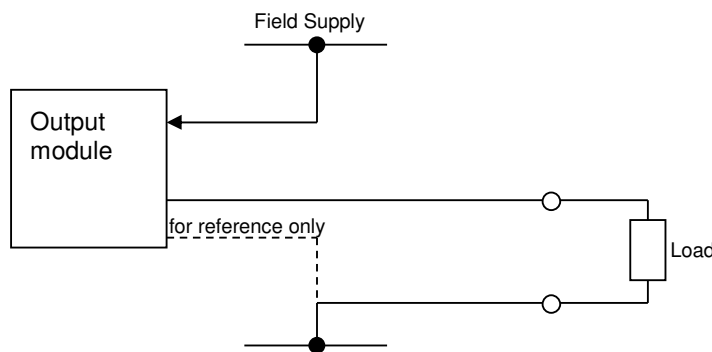 Field Supply
Output
module
for reference only
Load